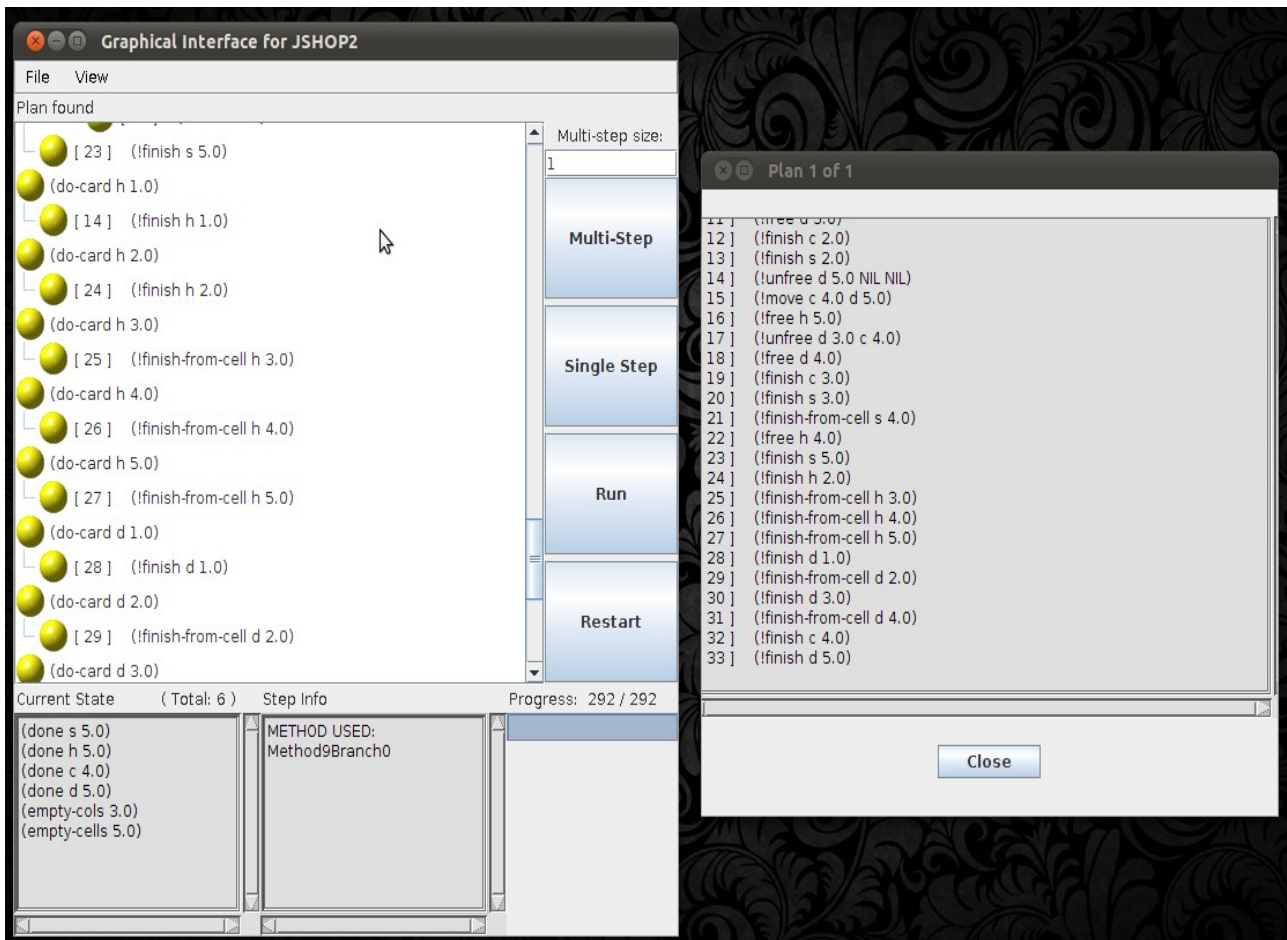 Graphical Interface for JSHOP2
File View
Plan found
[ 23 ] (!finish s 5.0)
(do-card h 1.0)
[ 14 ] (!finish h 1.0)
(do-card h 2.0)
[ 24 ] (!finish h 2.0)
(do-card h 3.0)
[ 25 ] (!finish-from-cell h 3.0)
(do-card h 4.0)
[ 26 ] (!finish-from-cell h 4.0)
(do-card h 5.0)
[ 27 ] (!finish-from-cell h 5.0)
(do-card d 1.0)
[ 28 ] (!finish d 1.0)
(do-card d 2.0)
[ 29 ] (!finish-from-cell d 2.0)
(do-card d 3.0)
Multi-step size:
1
Multi-Step
Single Step
Run
Restart
Current State ( Total: 6 ) Step Info Progress: 292 / 292
(done s 5.0)
(done h 5.0)
(done c 4.0)
(done d 5.0)
(empty-cols 3.0)
(empty-cells 5.0)
METHOD USED:
Method9Branch0
Plan 1 of 1
11 ] (!free d 3.0)
12 ] (!finish c 2.0)
13 ] (!finish s 2.0)
14 ] (!unfree d 5.0 NIL NIL)
15 ] (!move c 4.0 d 5.0)
16 ] (!free h 5.0)
17 ] (!unfree d 3.0 c 4.0)
18 ] (!free d 4.0)
19 ] (!finish c 3.0)
20 ] (!finish s 3.0)
21 ] (!finish-from-cell s 4.0)
22 ] (!free h 4.0)
23 ] (!finish s 5.0)
24 ] (!finish h 2.0)
25 ] (!finish-from-cell h 3.0)
26 ] (!finish-from-cell h 4.0)
27 ] (!finish-from-cell h 5.0)
28 ] (!finish d 1.0)
29 ] (!finish-from-cell d 2.0)
30 ] (!finish d 3.0)
31 ] (!finish-from-cell d 4.0)
32 ] (!finish c 4.0)
33 ] (!finish d 5.0)
Close